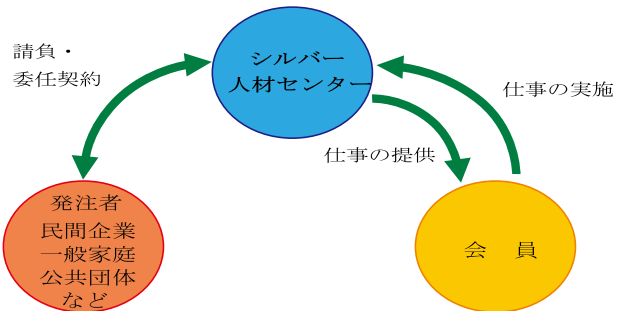 請負・
委任契約
シルバー
人材センター
仕事の実施
仕事の提供
発注者
民間企業
一般家庭
公共団体
など
会　員